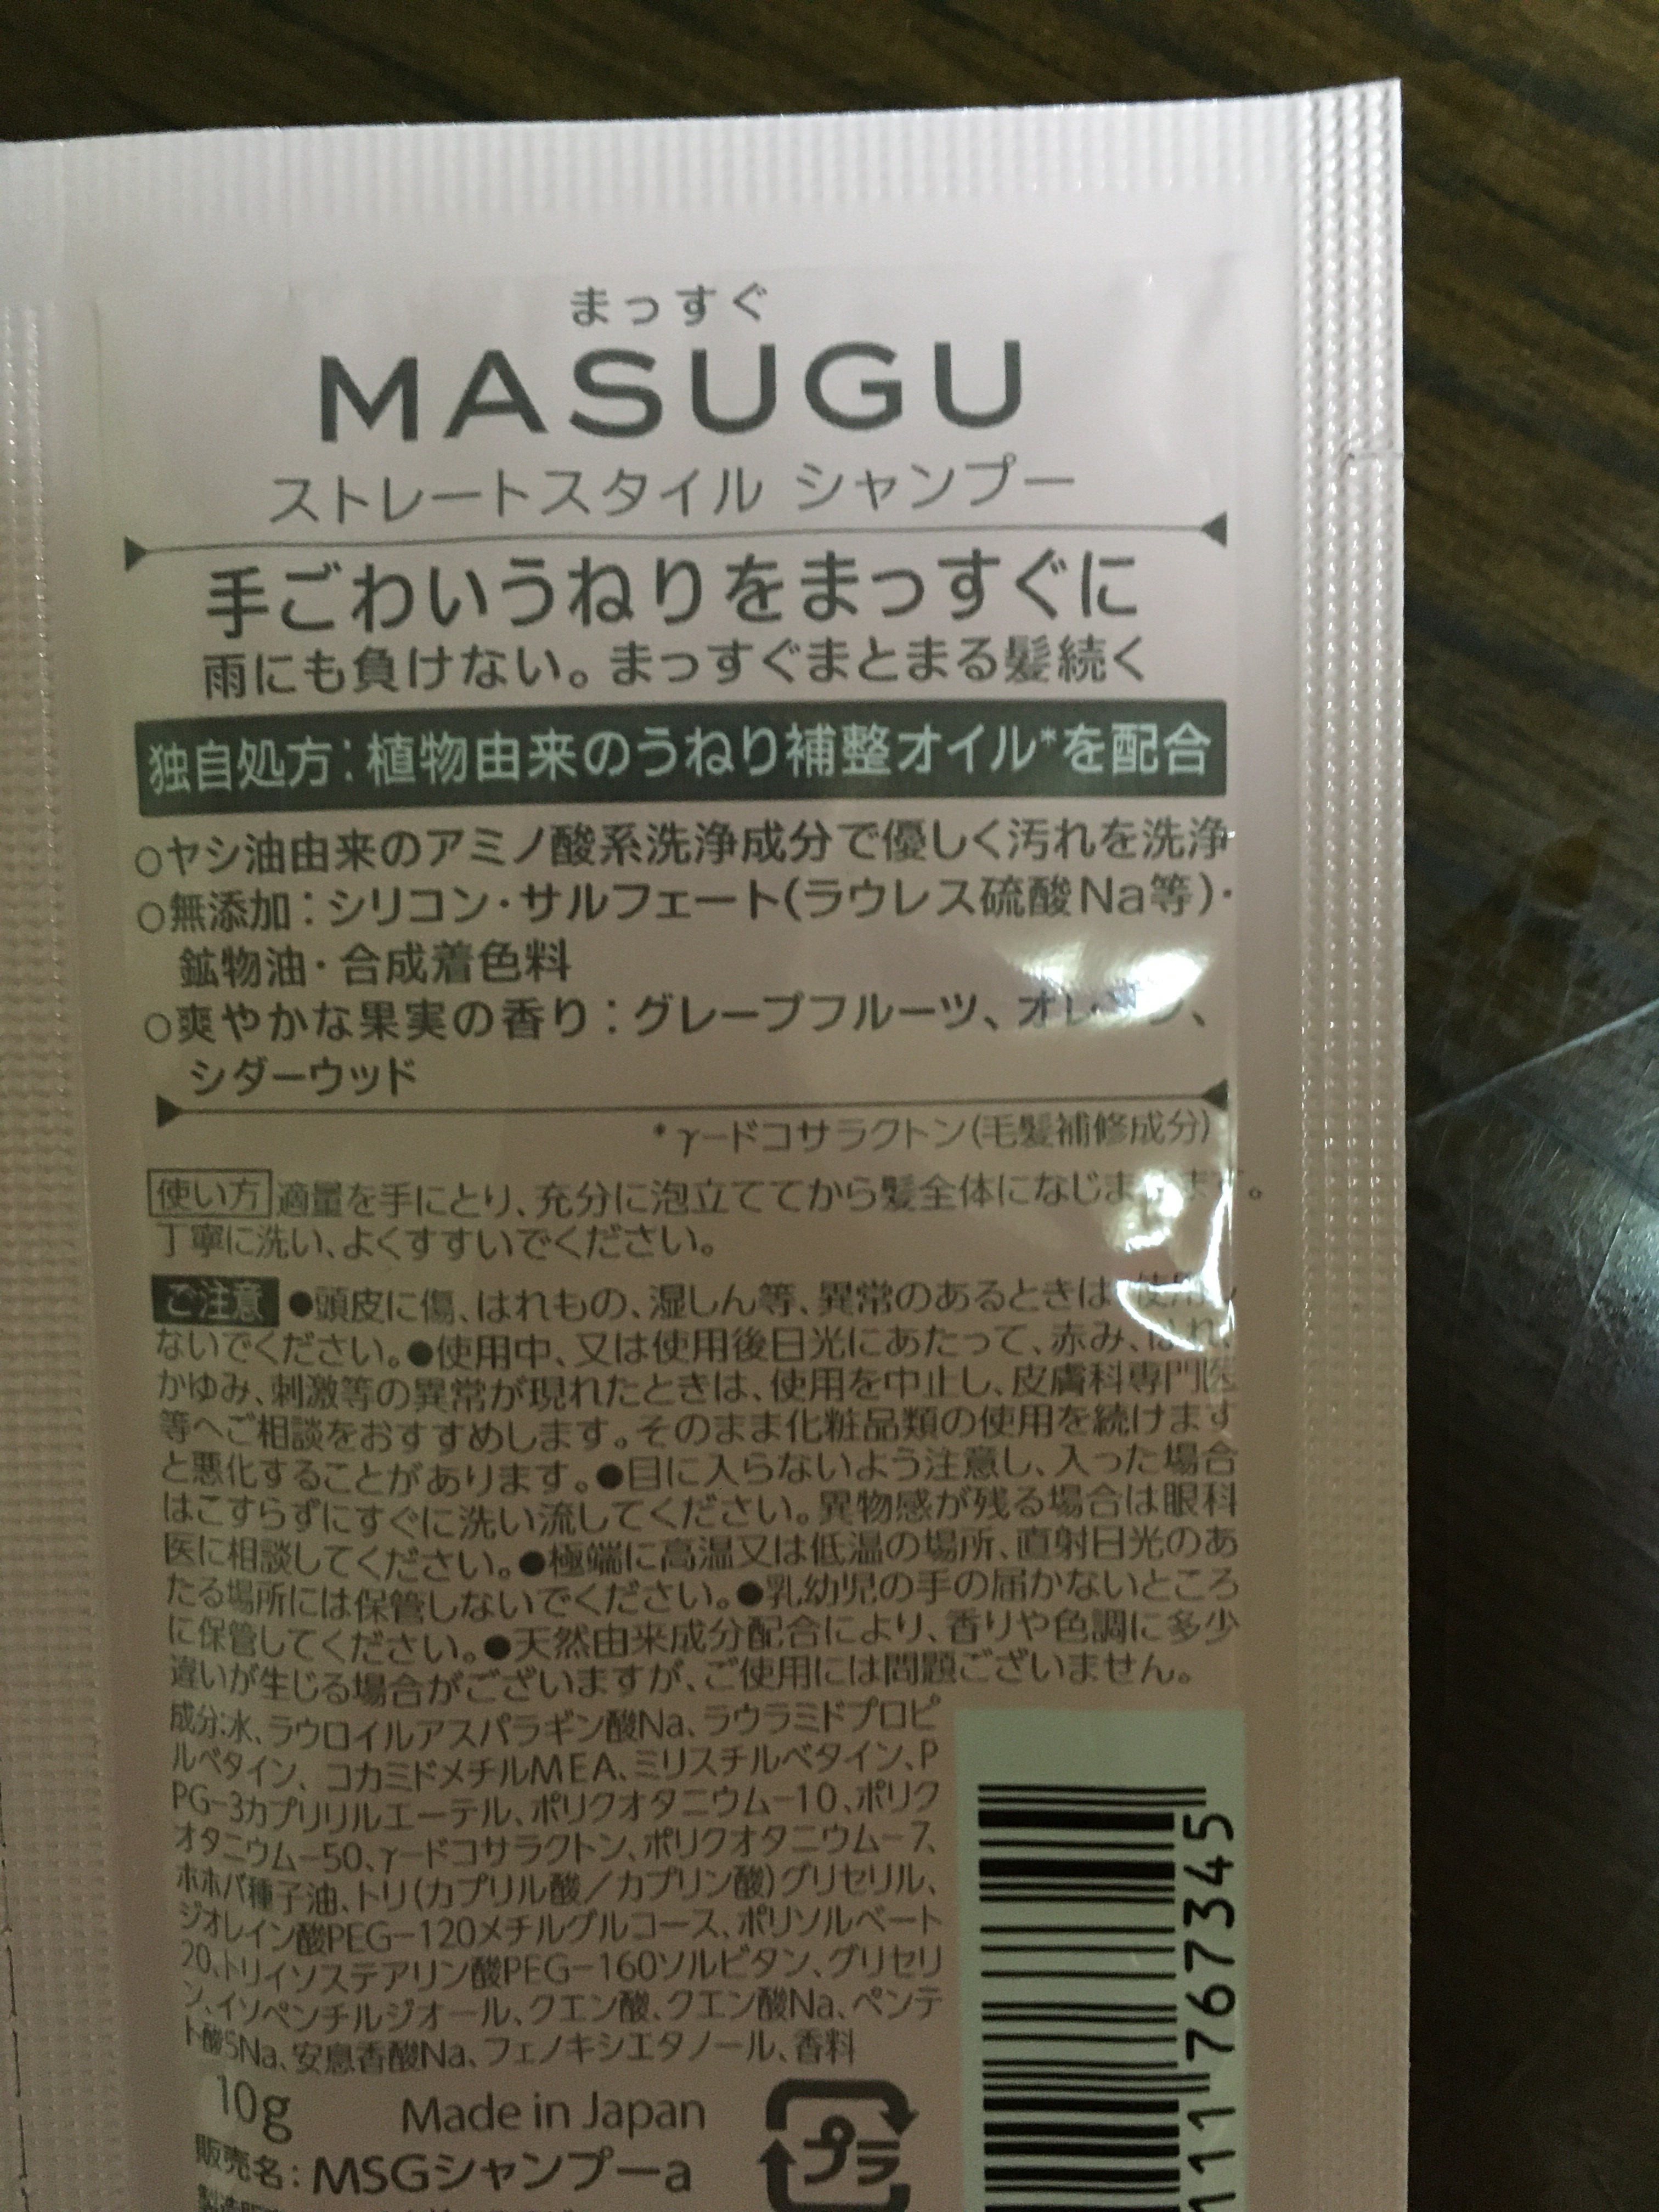 まっすぐ
MASUGU
ストレートスタイル シャンプー
手ごわいうねりをまっすぐに
雨にも負けない。まっすぐまとまる髪続く
独自処方：植物由来のうねり補整オイル*を配合
○ヤシ油由来のアミノ酸系洗浄成分で優しく汚れを洗浄
○無添加：シリコン・サルフェート(ラウレス硫酸Na等)・
鉱物油・合成着色料
○爽やかな果実の香り：グレープフルーツ、オレンジ、
シダーウッド
*γ−ドコサラクトン(毛髪補修成分)
使い方 適量を手にとり、充分に泡立ててから髪全体になじませます。
丁寧に洗い、よくすすいでください。
ご注意 ●頭皮に傷、はれもの、湿しん等、異常のあるときは 使用し
ないでください。●使用中、又は使用後日光にあたって、赤み、はれ、
かゆみ、刺激等の異常が現れたときは、使用を中止し、皮膚科専門医
等へご相談をおすすめします。そのまま化粧品類の使用を続けます
と悪化することがあります。●目に入らないよう注意し、入った場合
はこすらずにすぐに洗い流してください。異物感が残る場合は眼科
医に相談してください。●極端に高温又は低温の場所、直射日光のあ
たる場所には保管しないでください。●乳幼児の手の届かないところ
に保管してください。●天然由来成分配合により、香りや色調に多少
違いが生じる場合がございますが、ご使用には問題ございません。
成分:水、ラウロイルアスパラギン酸Na、ラウラミドプロピ
ルベタイン、コカミドメチルMEA、ミリスチルベタイン、P
PG−3カプリリルエーテル、ポリクオタニウム−10、ポリク
オタニウム−50、γ−ドコサラクトン、ポリクオタニウム−7、
ホホバ種子油、トリ(カプリル酸/カプリン酸)グリセリル、
ジオレイン酸PEG−120メチルグルコース、ポリソルベート
20、トリイソステアリン酸PEG−160ソルビタン、グリセリ
ン、イソペンチルジオール、クエン酸、クエン酸Na、ペンテ
ト酸5Na、安息香酸Na、フェノキシエタノール、香料
10g Made in Japan
プラ
販売名：MSGシャンプーa
111 767345